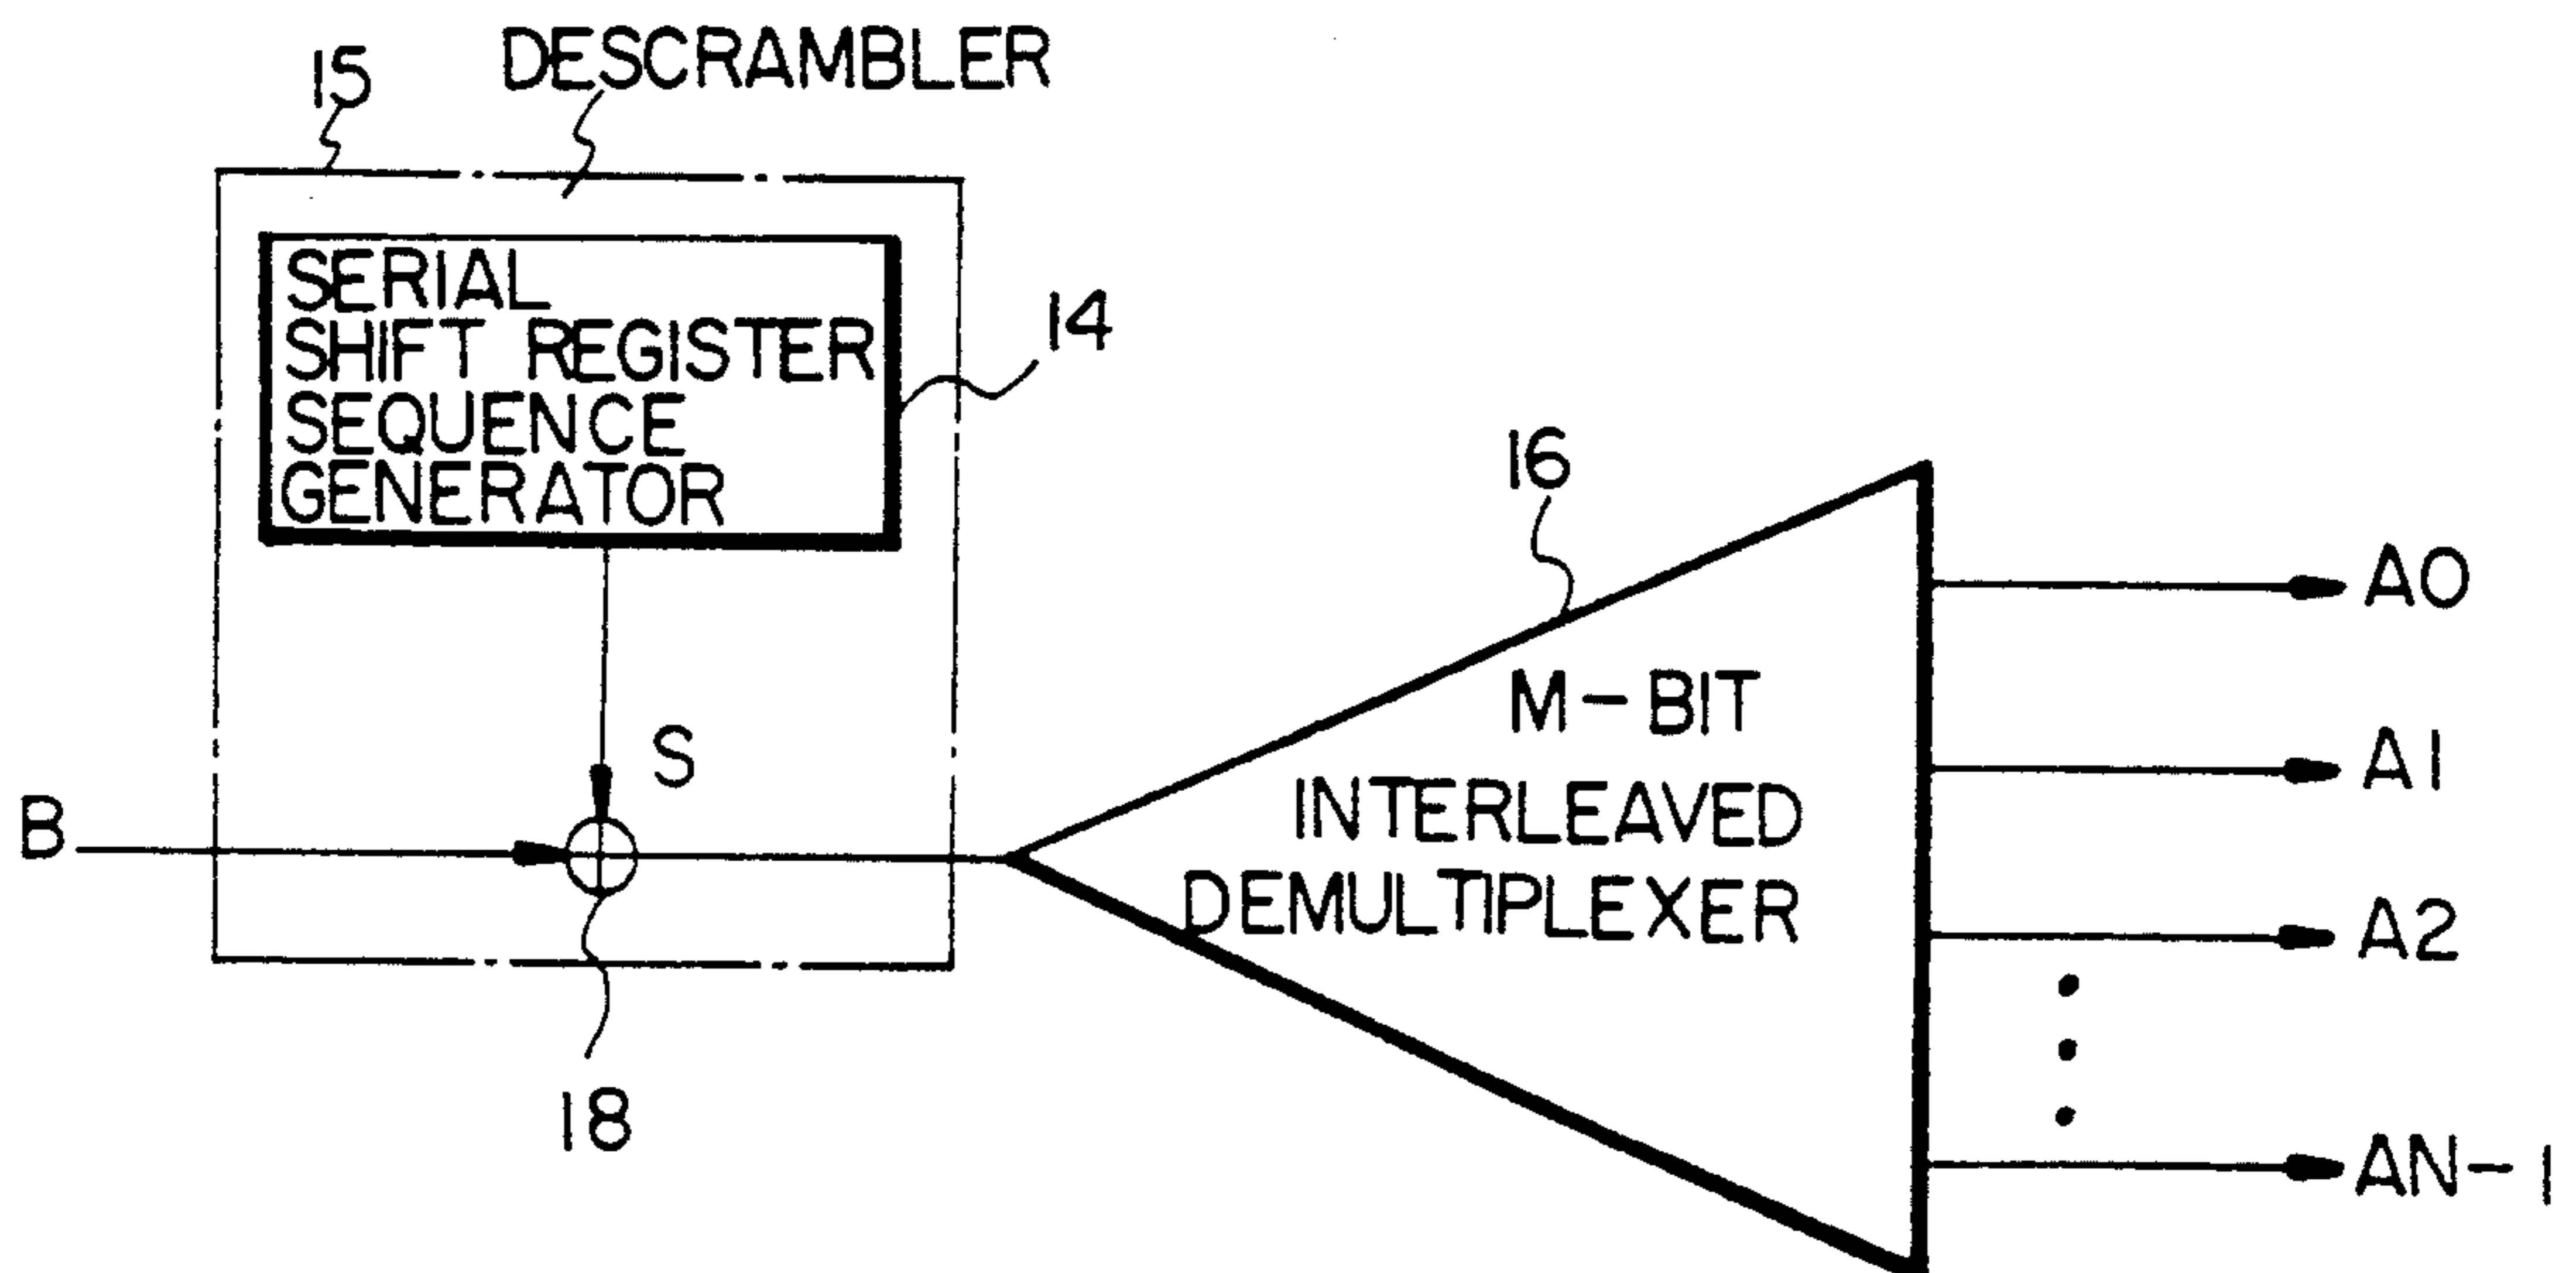 15
DESCRAMBLER
SERIAL
SHIFT REGISTER
SEQUENCE
GENERATOR
14
16
S
B
18
M-BIT
INTERLEAVED
DEMULTIPLEXER
A0
A1
A2
AN-1